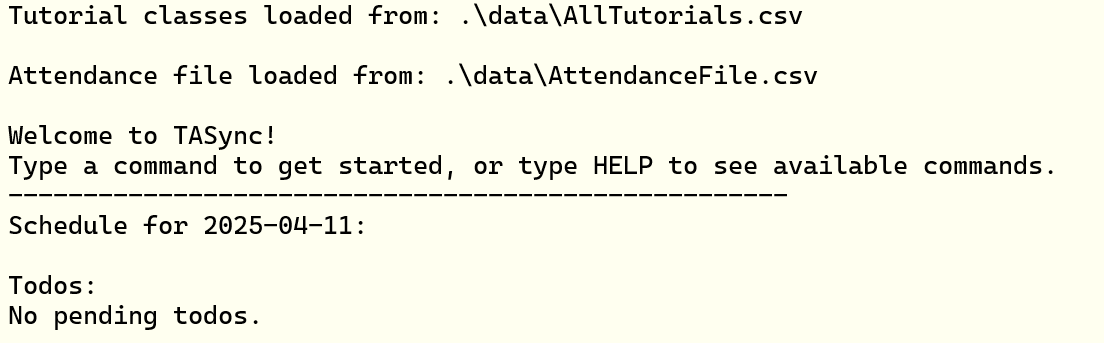 Tutorial classes loaded from: .\data\AllTutorials.csv
Attendance file loaded from: .\data\AttendanceFile.csv
Welcome to TASync!
Type a command to get started, or type HELP to see available commands.
----------------------------------------------------
Schedule for 2025-04-11:
Todos:
No pending todos.